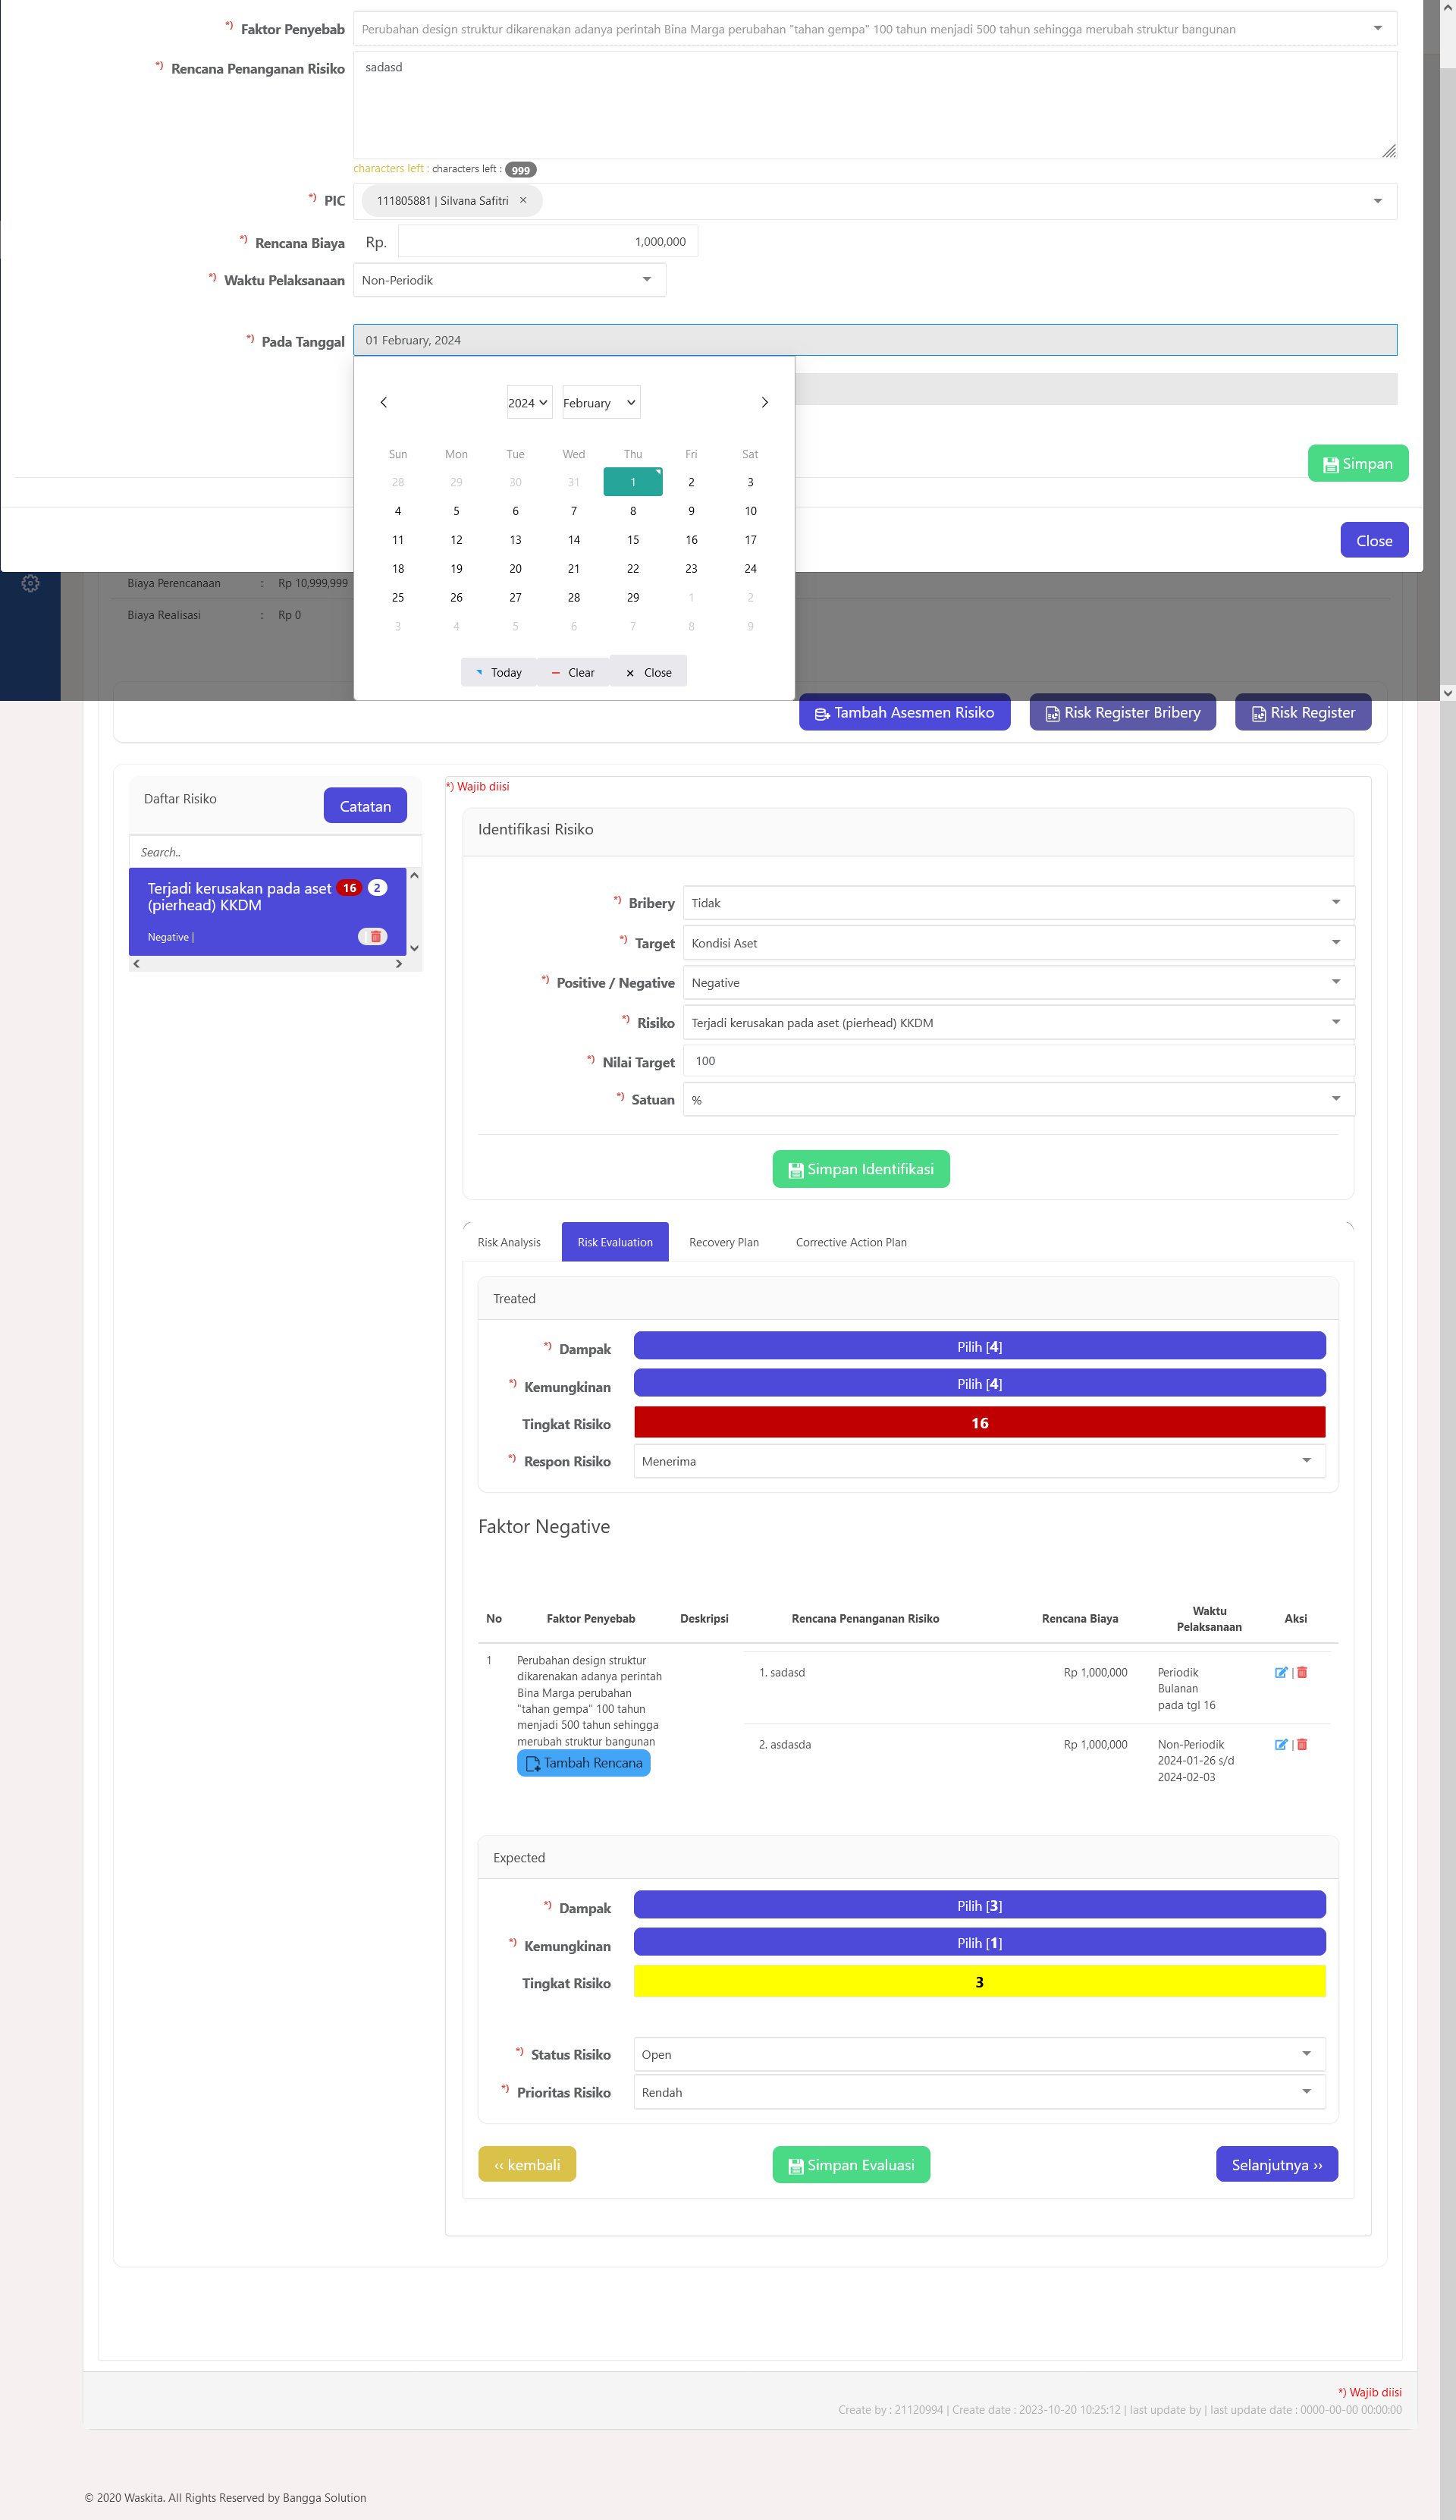 *) Faktor Penyebab Perubahan design struktur dikarenakan adanya perintah Bina Marga perubahan "tahan gempa" 100 tahun menjadi 500 tahun sehingga merubah struktur bangunan
*) Rencana Penanganan Risiko sadasd
characters left : characters left : 999
*) PIC 111805881 | Silvana Safitri ×
*) Rencana Biaya Rp. 1,000,000
*) Waktu Pelaksanaan Non-Periodik
*) Pada Tanggal 01 February, 2024
2024 February
Sun Mon Tue Wed Thu Fri Sat
28 29 30 31 1 2 3
4 5 6 7 8 9 10
11 12 13 14 15 16 17
18 19 20 21 22 23 24
25 26 27 28 29 1 2
3 4 5 6 7 8 9
Today Clear × Close
Simpan
Close
Biaya Perencanaan : Rp 10,999,999
Biaya Realisasi : Rp 0
Tambah Asesmen Risiko Risk Register Bribery Risk Register
Daftar Risiko Catatan
Search..
Terjadi kerusakan pada aset 16 2
(pierhead) KKDM
Negative |
*) Wajib diisi
Identifikasi Risiko
*) Bribery Tidak
*) Target Kondisi Aset
*) Positive / Negative Negative
*) Risiko Terjadi kerusakan pada aset (pierhead) KKDM
*) Nilai Target 100
*) Satuan %
Simpan Identifikasi
Risk Analysis Risk Evaluation Recovery Plan Corrective Action Plan
Treated
*) Dampak Pilih [4]
*) Kemungkinan Pilih [4]
Tingkat Risiko 16
*) Respon Risiko Menerima
Faktor Negative
No Faktor Penyebab Deskripsi Rencana Penanganan Risiko Rencana Biaya Waktu Pelaksanaan Aksi
1 Perubahan design struktur
dikarenakan adanya perintah
Bina Marga perubahan
"tahan gempa" 100 tahun
menjadi 500 tahun sehingga
merubah struktur bangunan
Tambah Rencana
1. sadasd Rp 1,000,000 Periodik |
Bulanan
pada tgl 16
2. asdasda Rp 1,000,000 Non-Periodik |
2024-01-26 s/d
2024-02-03
Expected
*) Dampak Pilih [3]
*) Kemungkinan Pilih [1]
Tingkat Risiko 3
*) Status Risiko Open
*) Prioritas Risiko Rendah
‹‹ kembali Simpan Evaluasi Selanjutnya ››
*) Wajib diisi
Create by : 21120994 | Create date : 2023-10-20 10:25:12 | last update by | last update date : 0000-00-00 00:00:00
© 2020 Waskita. All Rights Reserved by Bangga Solution